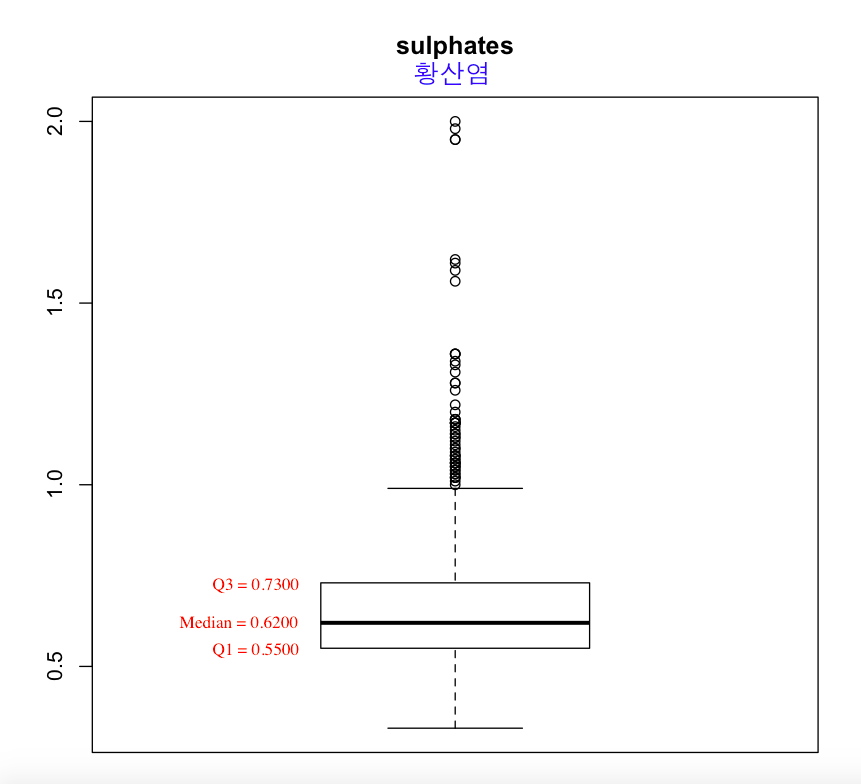 sulphates
황산염
2.0
1.5
1.0
0.5
Q3 = 0.7300
Median = 0.6200
Q1 = 0.5500